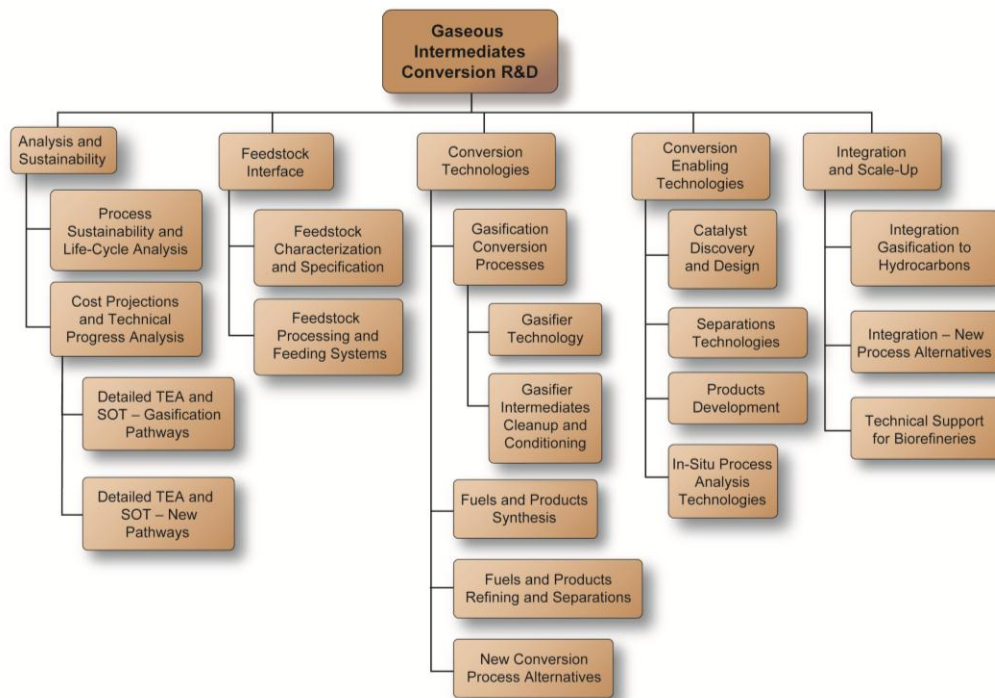 Gaseous
Intermediates
Conversion R&D
Analysis and
Sustainability
Process
Sustainability and
Life-Cycle Analysis
Cost Projections
and Technical
Progress Analysis
Detailed TEA and
SOT – Gasification
Pathways
Detailed TEA and
SOT – New
Pathways
Feedstock
Interface
Feedstock
Characterization
and Specification
Feedstock
Processing and
Feeding Systems
Conversion
Technologies
Gasification
Conversion
Processes
Gasifier
Technology
Gasifier
Intermediates
Cleanup and
Conditioning
Fuels and Products
Synthesis
Fuels and Products
Refining and Separations
New Conversion
Process Alternatives
Conversion
Enabling
Technologies
Catalyst
Discovery
and Design
Separations
Technologies
Products
Development
In-Situ Process
Analysis
Technologies
Integration
and Scale-Up
Integration
Gasification to
Hydrocarbons
Integration – New
Process Alternatives
Technical Support
for Biorefineries